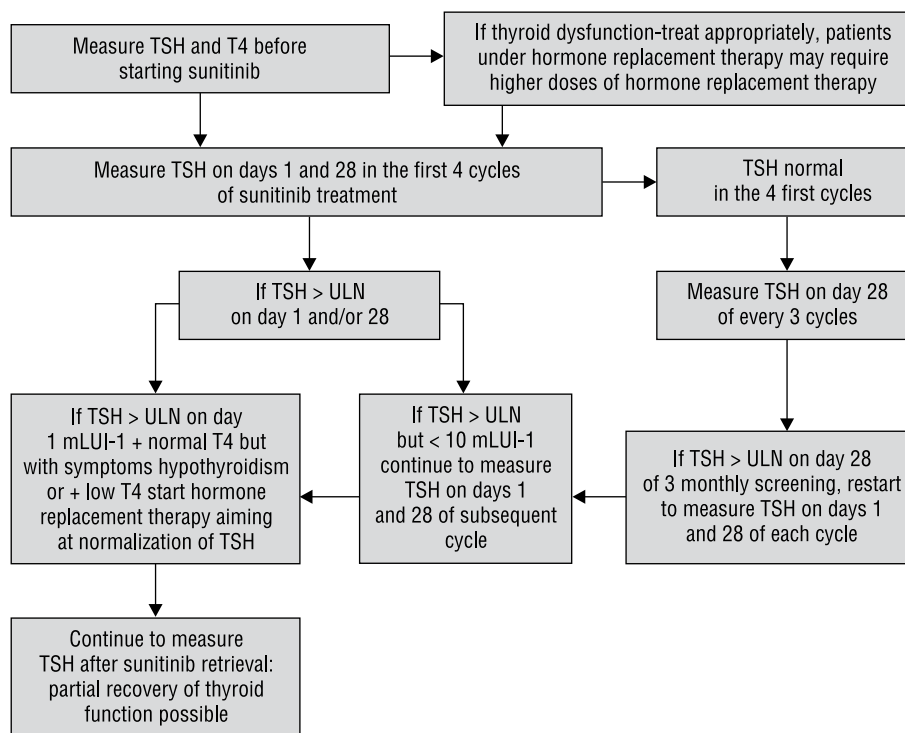 Measure TSH and T4 before
starting sunitinib
If thyroid dysfunction-treat appropriately, patients
under hormone replacement therapy may require
higher doses of hormone replacement therapy
Measure TSH on days 1 and 28 in the first 4 cycles
of sunitinib treatment
TSH normal
in the 4 first cycles
If TSH > ULN
on day 1 and/or 28
Measure TSH on day 28
of every 3 cycles
If TSH > ULN on day
1 mLUI-1 + normal T4 but
with symptoms hypothyroidism
or + low T4 start hormone
replacement therapy aiming
at normalization of TSH
If TSH > ULN
but < 10 mLUI-1
continue to measure
TSH on days 1
and 28 of subsequent
cycle
If TSH > ULN on day 28
of 3 monthly screening, restart
to measure TSH on days 1
and 28 of each cycle
Continue to measure
TSH after sunitinib retrieval:
partial recovery of thyroid
function possible